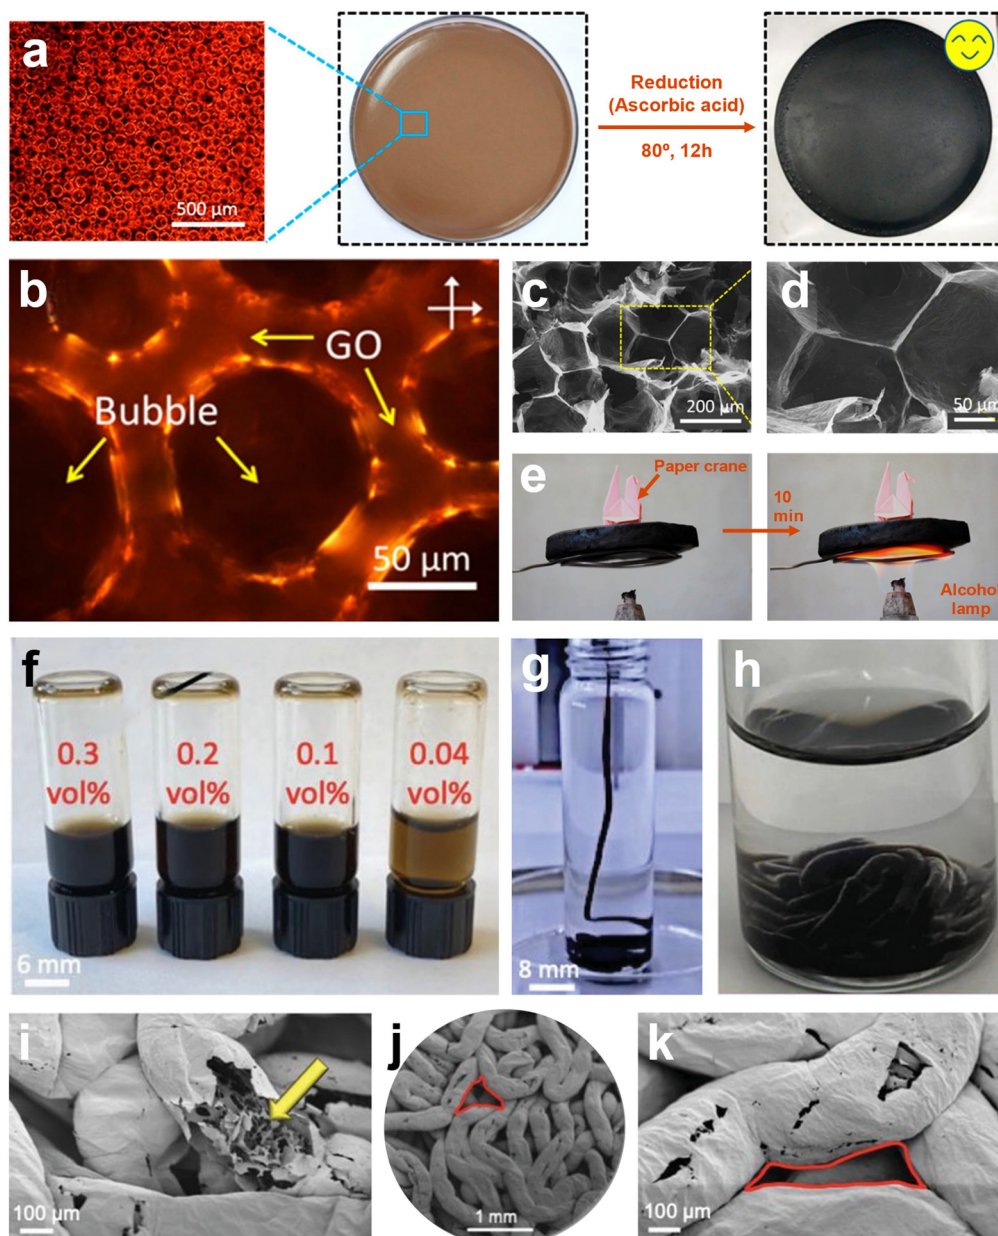 a
500 µm
Reduction
(Ascorbic acid)
80º, 12h
b
GO
Bubble
50 µm
c
200 µm
d
50 µm
e
Paper crane
10
min
Alcohol
lamp
f
0.3
vol%
0.2
vol%
0.1
vol%
0.04
vol%
6 mm
g
8 mm
h
i
100 µm
j
1 mm
k
100 µm